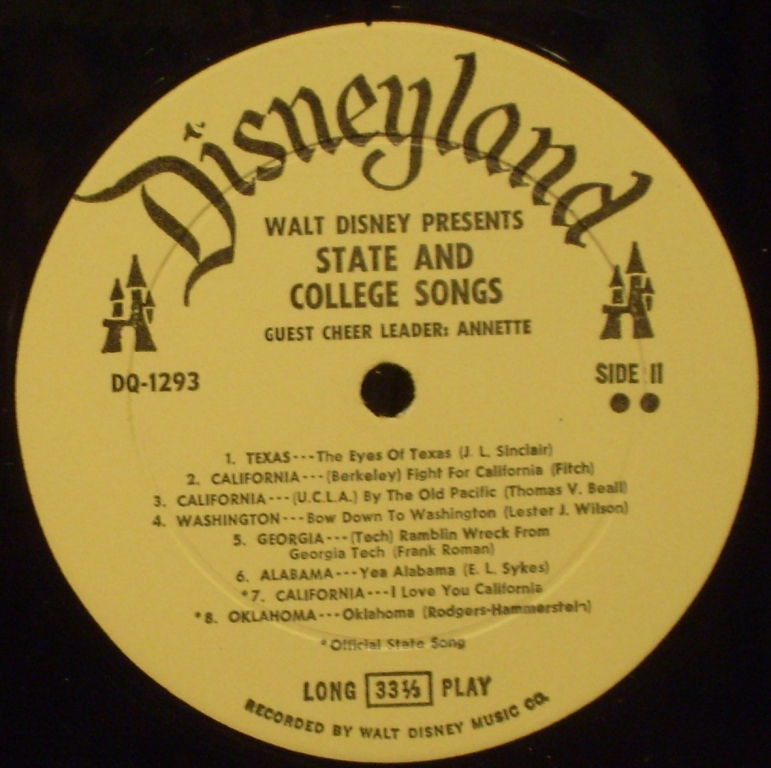 Disneyland
WALT DISNEY PRESENTS
STATE AND
COLLEGE SONGS
GUEST CHEER LEADER: ANNETTE
DQ-1293
SIDE II
1. TEXAS---The Eyes Of Texas (J. L. Sinclair)
2. CALIFORNIA---(Berkeley) Fight For California (Fitch)
3. CALIFORNIA---(U.C.L.A.) By The Old Pacific (Thomas V. Beall)
4. WASHINGTON---Bow Down To Washington (Lester J. Wilson)
5. GEORGIA---(Tech) Ramblin Wreck From
Georgia Tech (Frank Roman)
6. ALABAMA---Yea Alabama (E. L. Sykes)
*7. CALIFORNIA---I Love You California
*8. OKLAHOMA---Oklahoma (Rodgers-Hammerstein)
*Official State Song
LONG 33⅓ PLAY
RECORDED BY WALT DISNEY MUSIC CO.